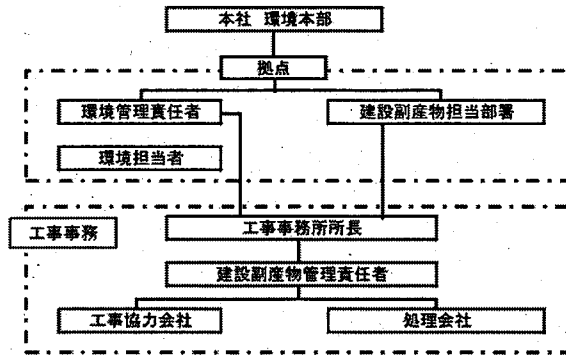 本社 環境本部
拠点
環境管理責任者
建設副産物担当部署
環境担当者
工事事務
工事事務所所長
建設副産物管理責任者
工事協力会社
処理会社